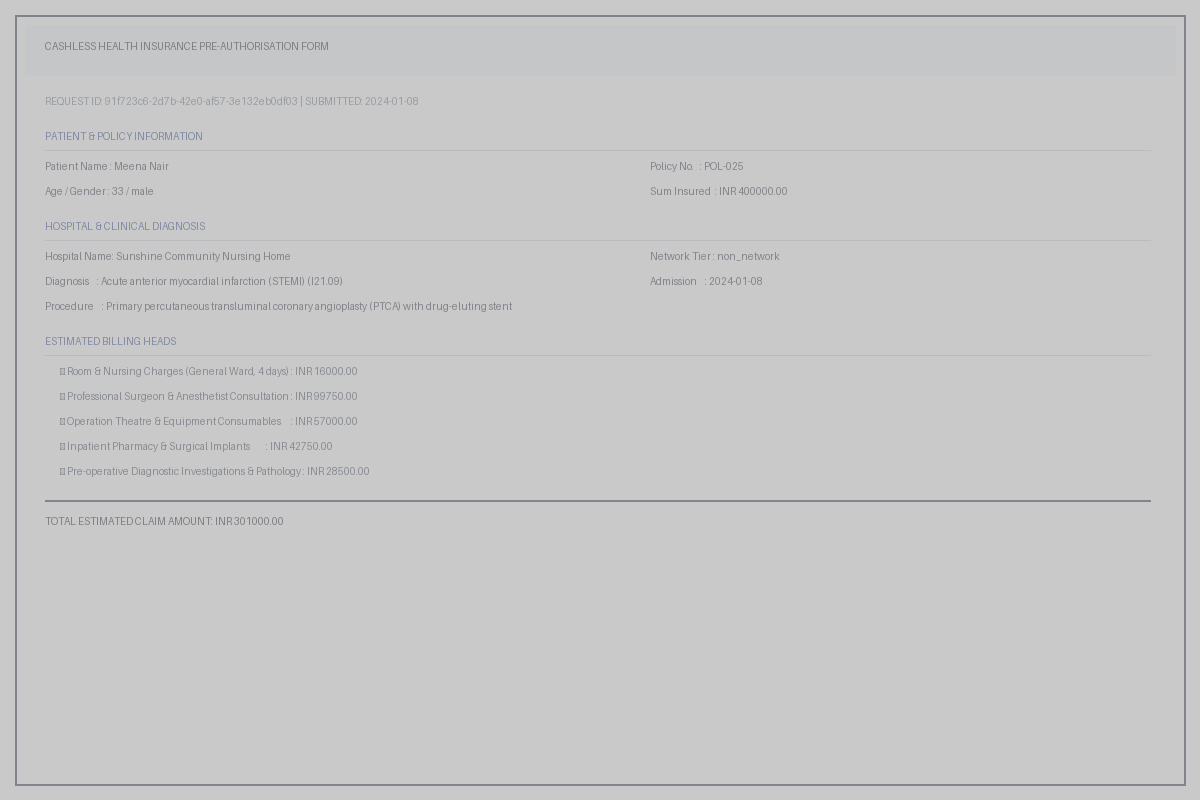 CASHLESS HEALTH INSURANCE PRE-AUTHORISATION FORM
REQUEST ID: 91f723c6-2d7b-42e0-af57-3e132eb0df03 | SUBMITTED: 2024-01-08
PATIENT & POLICY INFORMATION
Patient Name : Meena Nair
Policy No. : POL-025
Age / Gender : 33 / male
Sum Insured : INR 400000.00
HOSPITAL & CLINICAL DIAGNOSIS
Hospital Name: Sunshine Community Nursing Home
Network Tier : non_network
Diagnosis : Acute anterior myocardial infarction (STEMI) (I21.09)
Admission : 2024-01-08
Procedure : Primary percutaneous transluminal coronary angioplasty (PTCA) with drug-eluting stent
ESTIMATED BILLING HEADS
Room & Nursing Charges (General Ward, 4 days) : INR 16000.00
Professional Surgeon & Anesthetist Consultation : INR 99750.00
Operation Theatre & Equipment Consumables : INR 57000.00
Inpatient Pharmacy & Surgical Implants : INR 42750.00
Pre-operative Diagnostic Investigations & Pathology : INR 28500.00
TOTAL ESTIMATED CLAIM AMOUNT: INR 301000.00